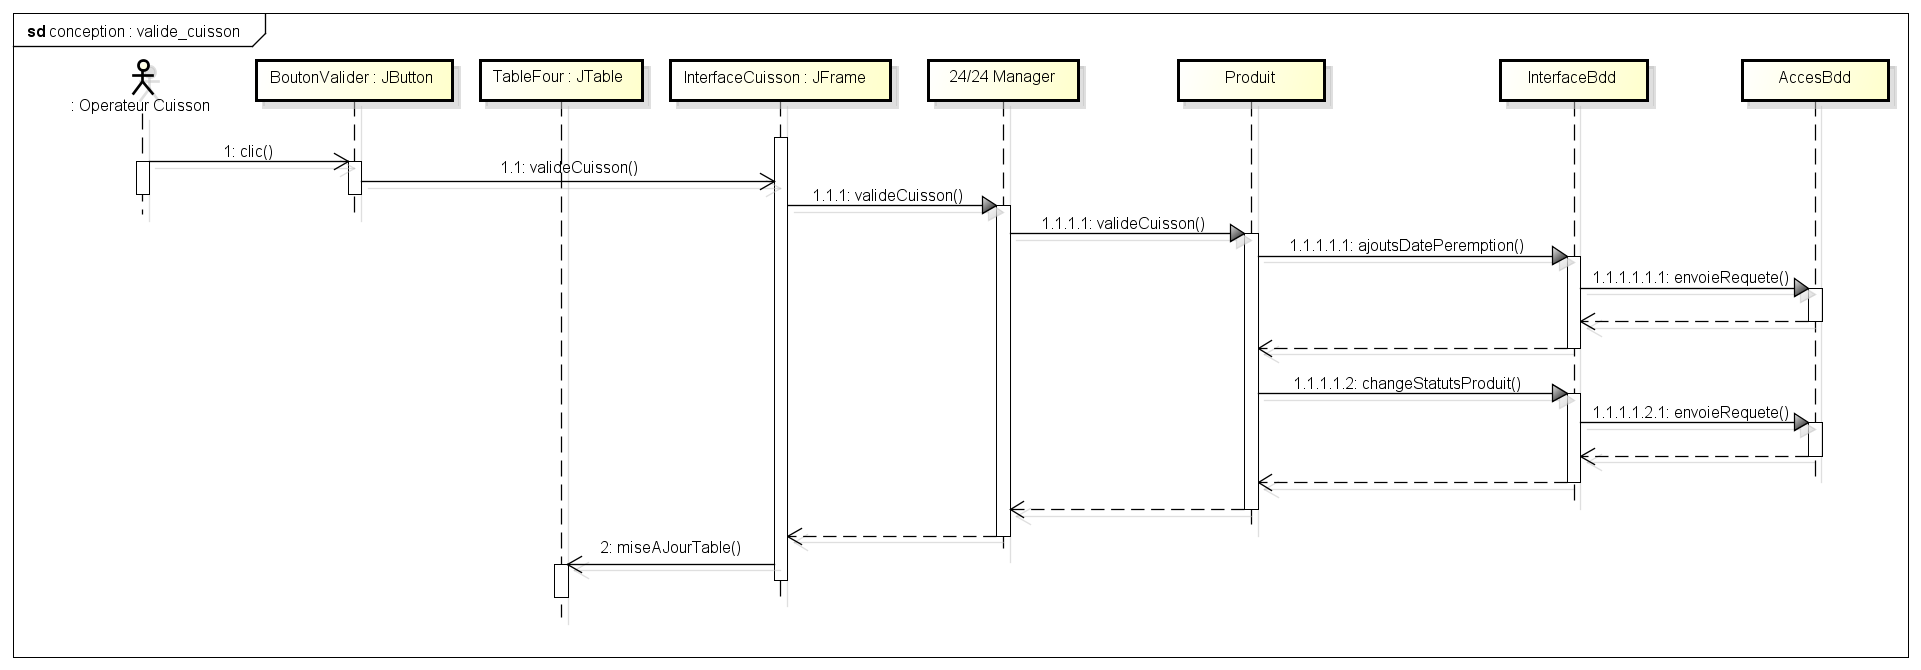 sd conception : valide_cuisson
: Operateur Cuisson
BoutonValider : JButton
TableFour : JTable
InterfaceCuisson : JFrame
24/24 Manager
Produit
InterfaceBdd
AccesBdd
1: clic()
1.1: valideCuisson()
1.1.1: valideCuisson()
1.1.1.1: valideCuisson()
1.1.1.1.1: ajoutsDatePeremption()
1.1.1.1.1.1: envoieRequete()
1.1.1.1.2: changeStatutsProduit()
1.1.1.1.2.1: envoieRequete()
2: miseAJourTable()